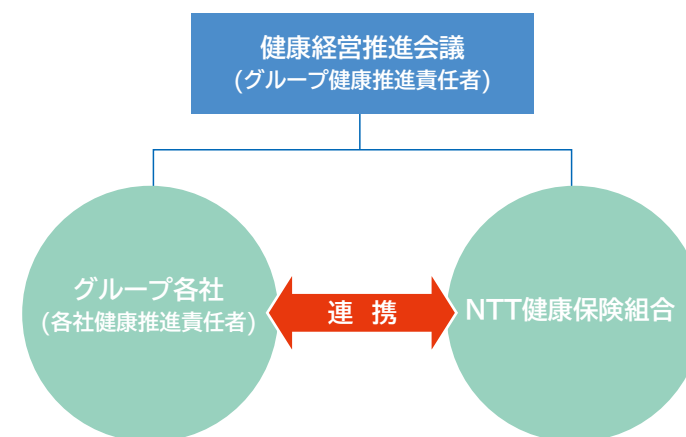 健康経営推進会議
(グループ健康推進責任者)
グループ各社
(各社健康推進責任者)
連 携
NTT健康保険組合